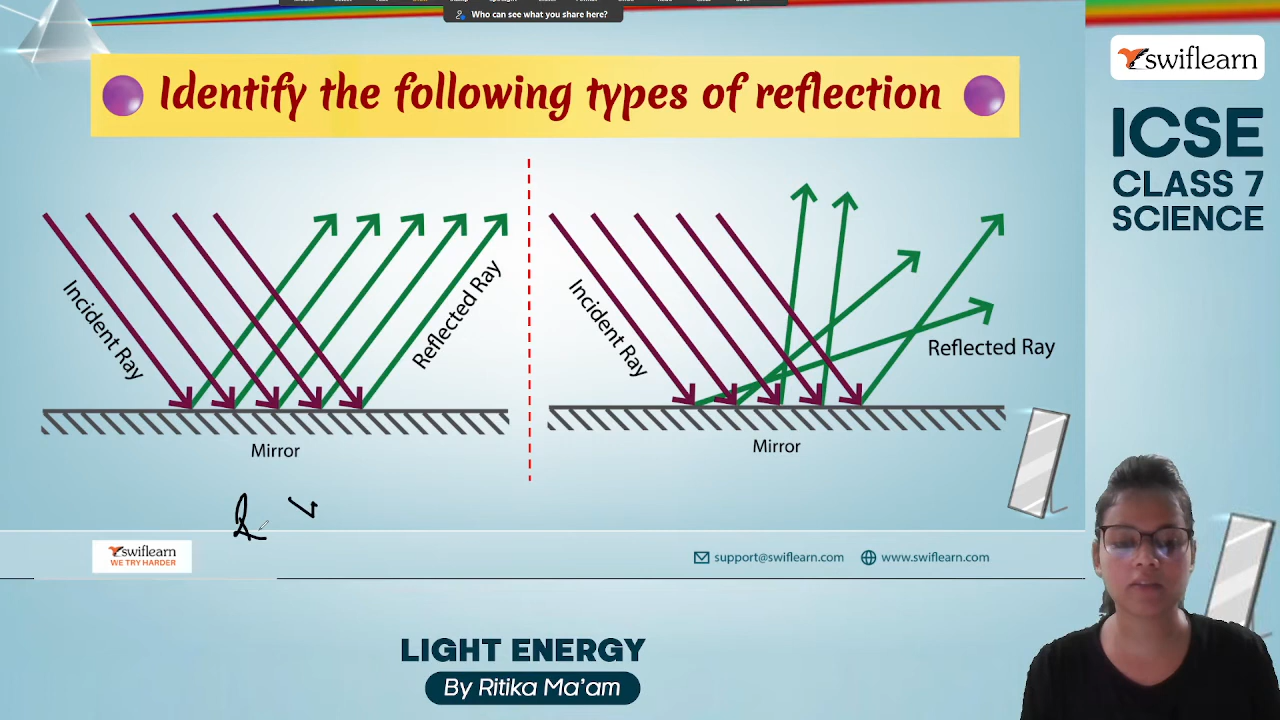 Who can see what you share here?
Identify the following types of reflection
Incident Ray
Reflected Ray
Mirror
Incident Ray
Reflected Ray
Mirror
swiflearn
WE TRY HARDER
support@swiflearn.com
www.swiflearn.com
swiflearn
ICSE
CLASS 7
SCIENCE
LIGHT ENERGY
By Ritika Ma'am